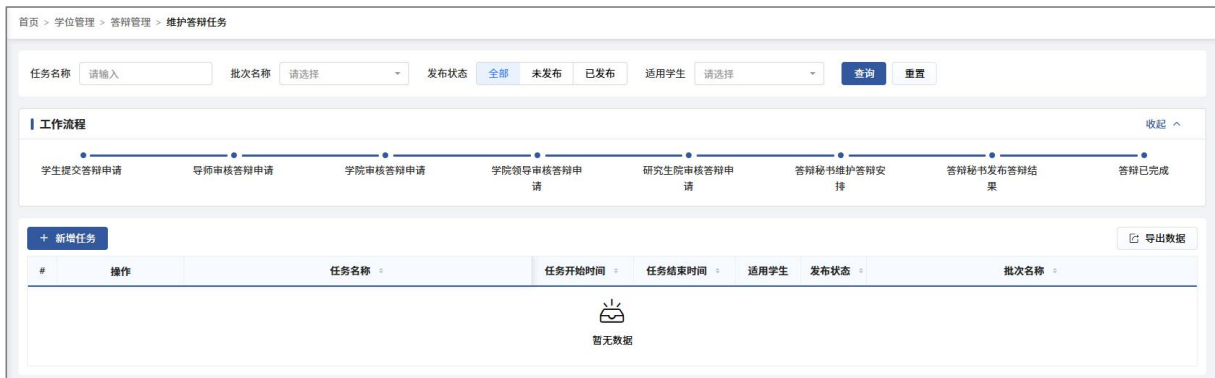 首页 > 学位管理 > 答辩管理 > 维护答辩任务
任务名称 请输入 批次名称 请选择 发布状态 全部 未发布 已发布 适用学生 请选择 查询 重置
工作流程 收起
学生提交答辩申请 导师审核答辩申请 学院审核答辩申请 学院领导审核答辩申 研究生院审核答辩申 答辩秘书维护答辩安 答辩秘书发布答辩结 答辩已完成
请 请 排 果
+ 新增任务 导出数据
# 操作 任务名称 任务开始时间 任务结束时间 适用学生 发布状态 批次名称
暂无数据